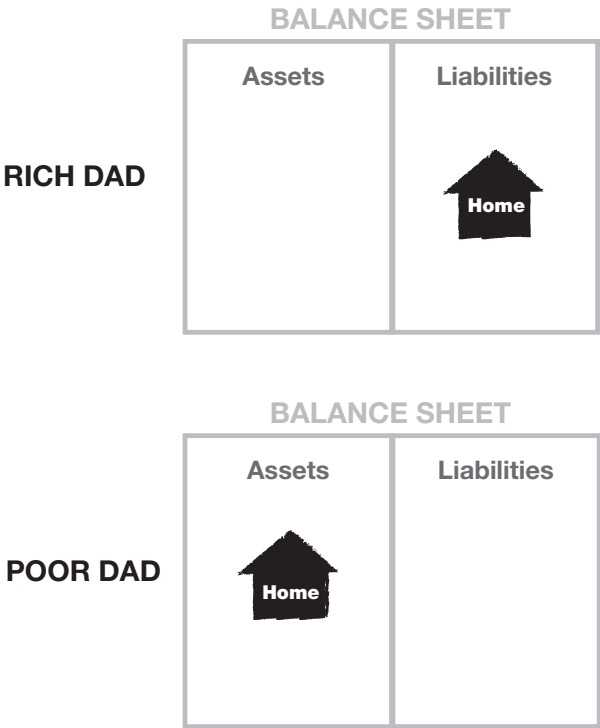 BALANCE SHEET
Assets Liabilities
RICH DAD
Home
BALANCE SHEET
Assets Liabilities
POOR DAD
Home